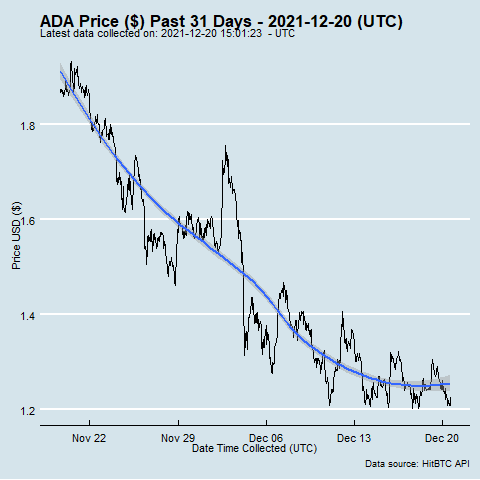 ADA Price ($) Past 31 Days - 2021-12-20 (UTC)
Latest data collected on: 2021-12-20 15:01:23 - UTC
1.8
1.6
1.4
1.2
Price USD ($)
Nov 22 Nov 29 Dec 06 Dec 13 Dec 20
Date Time Collected (UTC)
Data source: HitBTC API